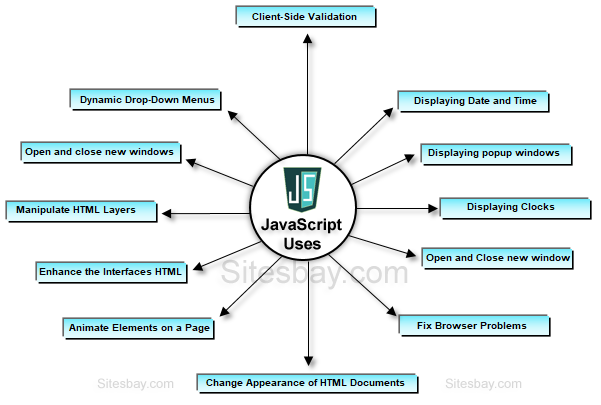 Client-Side Validation
Dynamic Drop-Down Menus
Displaying Date and Time
Open and close new windows
Displaying popup windows
JS
Manipulate HTML Layers
Displaying Clocks
JavaScript
Uses
Enhance the Interfaces HTML
Sitesbay.com
Open and Close new window
Animate Elements on a Page
Fix Browser Problems
Sitesbay.com
Change Appearance of HTML Documents
Sitesbay.com